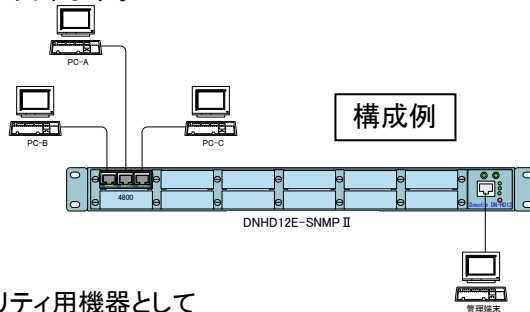 PC-A
PC-B
PC-C
構成例
4800
DNHD12E-SNMPⅡ
リティ用機器として
管理端末